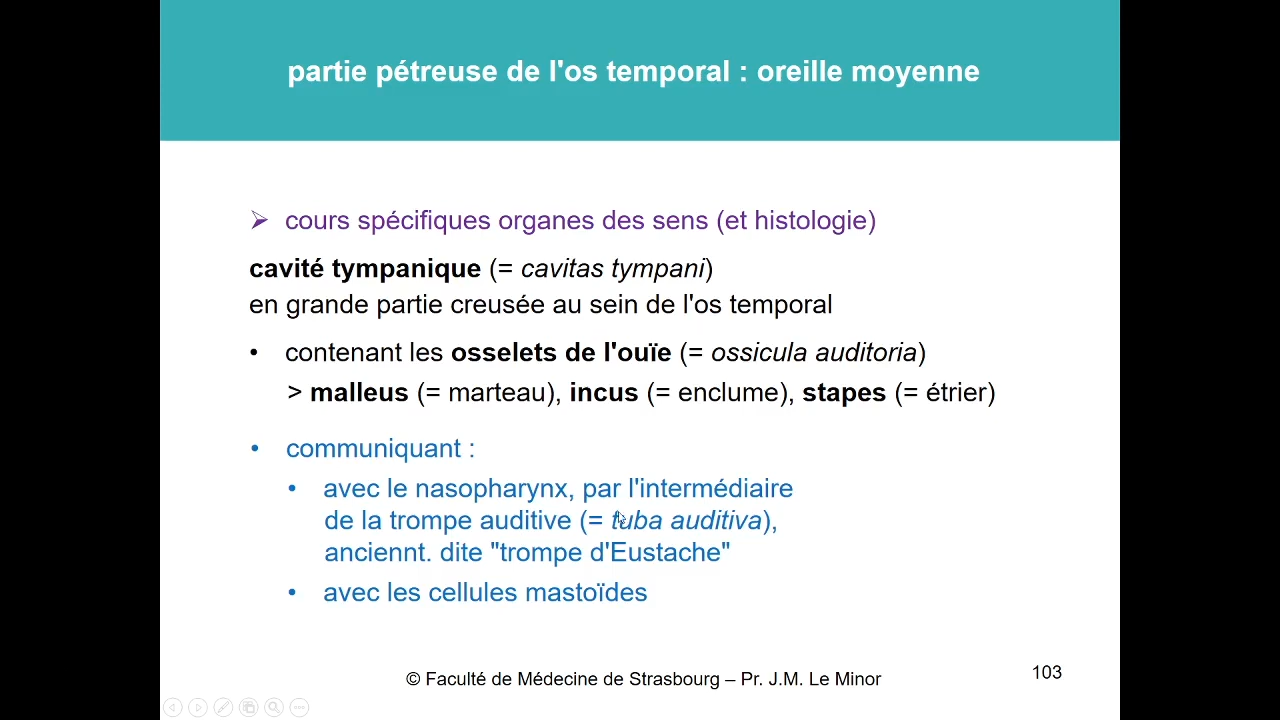 partie pétreuse de l'os temporal : oreille moyenne
➢ cours spécifiques organes des sens (et histologie)
cavité tympanique (= cavitas tympani)
en grande partie creusée au sein de l'os temporal
• contenant les osselets de l'ouïe (= ossicula auditoria)
> malleus (= marteau), incus (= enclume), stapes (= étrier)
• communiquant :
• avec le nasopharynx, par l'intermédiaire
de la trompe auditive (= tuba auditiva),
anciennt. dite "trompe d'Eustache"
• avec les cellules mastoïdes
© Faculté de Médecine de Strasbourg – Pr. J.M. Le Minor
103